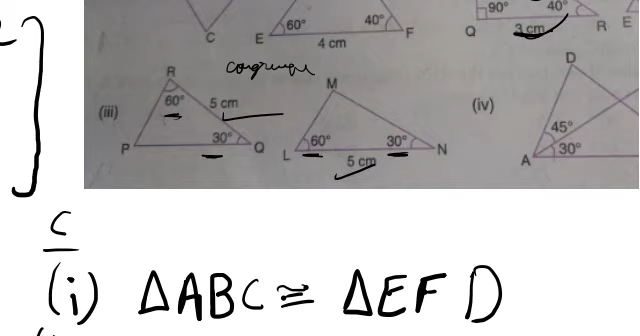 C
60°
40°
E
4 cm
F
90°
40°
Q
3 cm
R
E
congruence
(iii)
R
60°
5 cm
30°
P
Q
M
60°
30°
L
N
5 cm
(iv)
D
45°
30°
A
C
(i) ΔABC ≅ ΔEFD